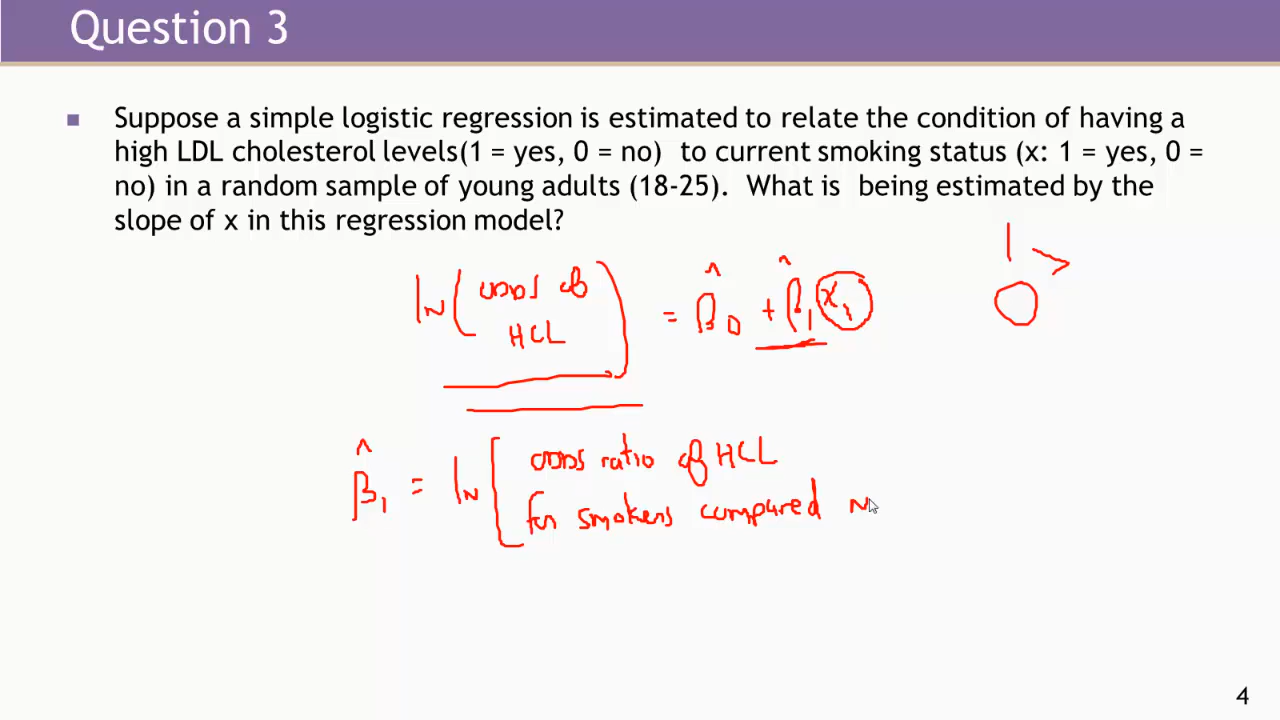 Question 3
Suppose a simple logistic regression is estimated to relate the condition of having a
high LDL cholesterol levels(1 = yes, 0 = no) to current smoking status (x: 1 = yes, 0 =
no) in a random sample of young adults (18-25). What is being estimated by the
slope of x in this regression model?
ln ( odds of HCL ) = β̂0 + β̂1 x1
1 > 0
β̂1 = ln [ odds ratio of HCL
for smokers compared N
4